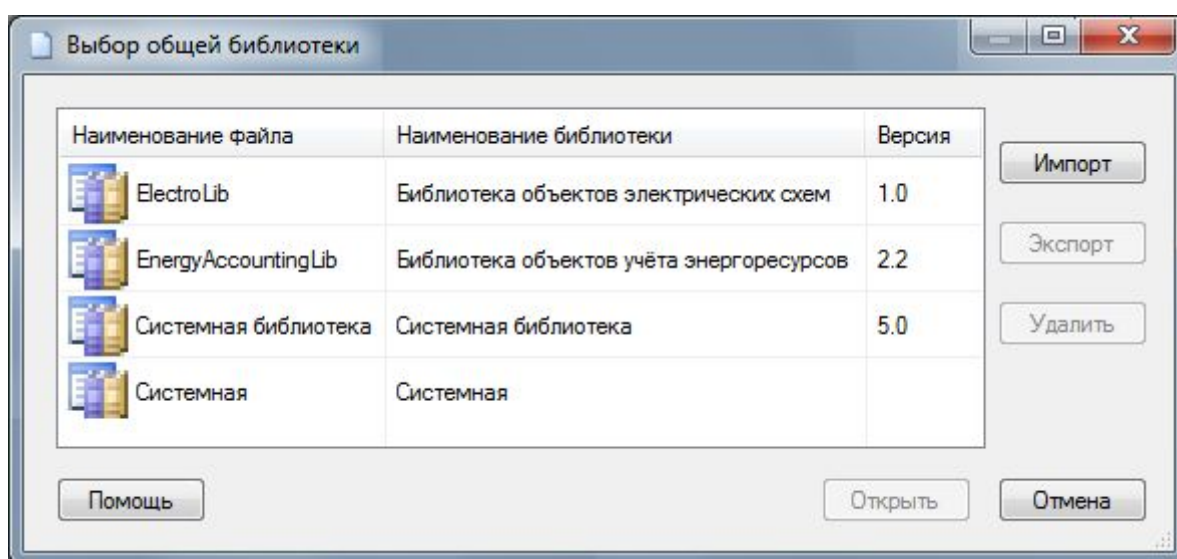 Выбор общей библиотеки
Наименование файла Наименование библиотеки Версия
Импорт
ElectroLib Библиотека объектов электрических схем 1.0
Экспорт
EnergyAccountingLib Библиотека объектов учёта энергоресурсов 2.2
Системная библиотека Системная библиотека 5.0
Удалить
Системная Системная
Помощь Открыть Отмена